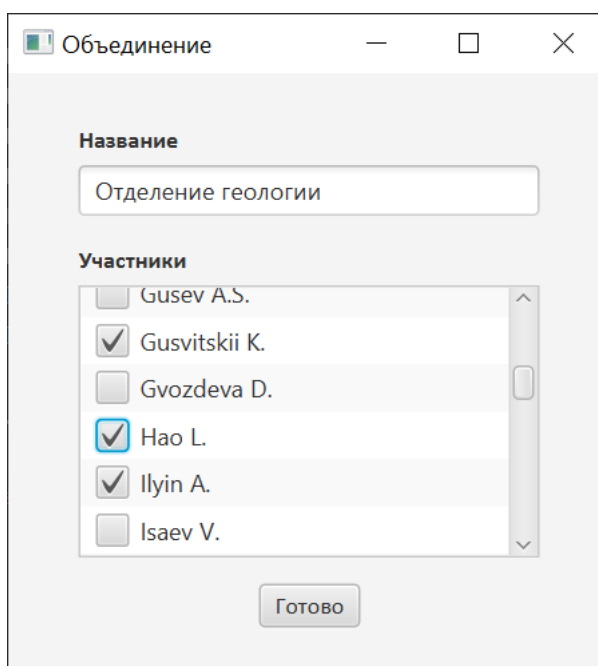 Объединение
Название
Отделение геологии
Участники
Gusev A.S.
Gusvitskii K.
Gvozdeva D.
Hao L.
Ilyin A.
Isaev V.
Готово